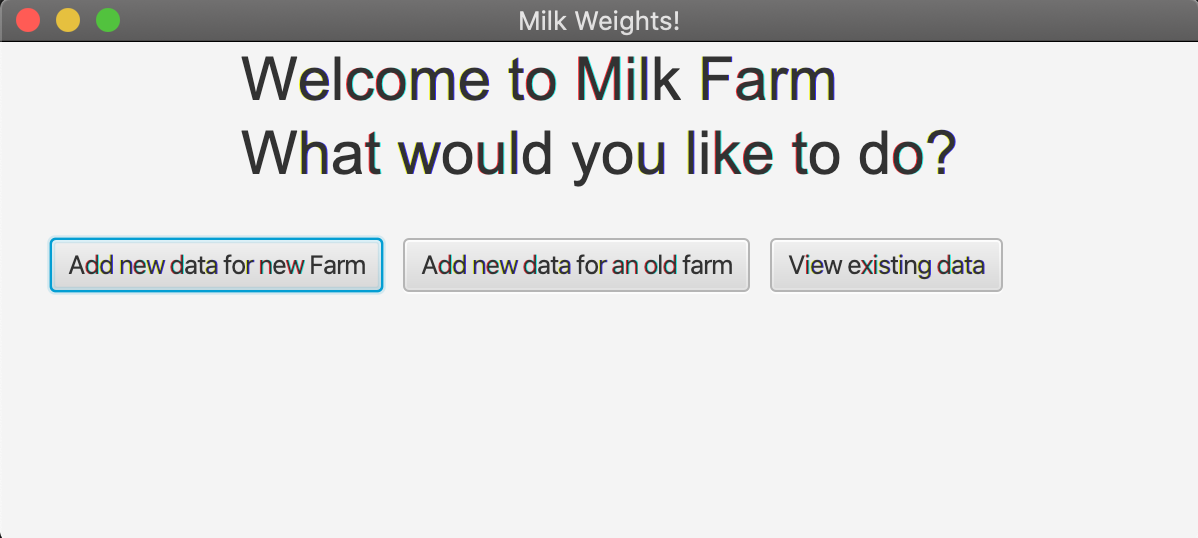 Milk Weights!
Welcome to Milk Farm
What would you like to do?
Add new data for new Farm
Add new data for an old farm
View existing data